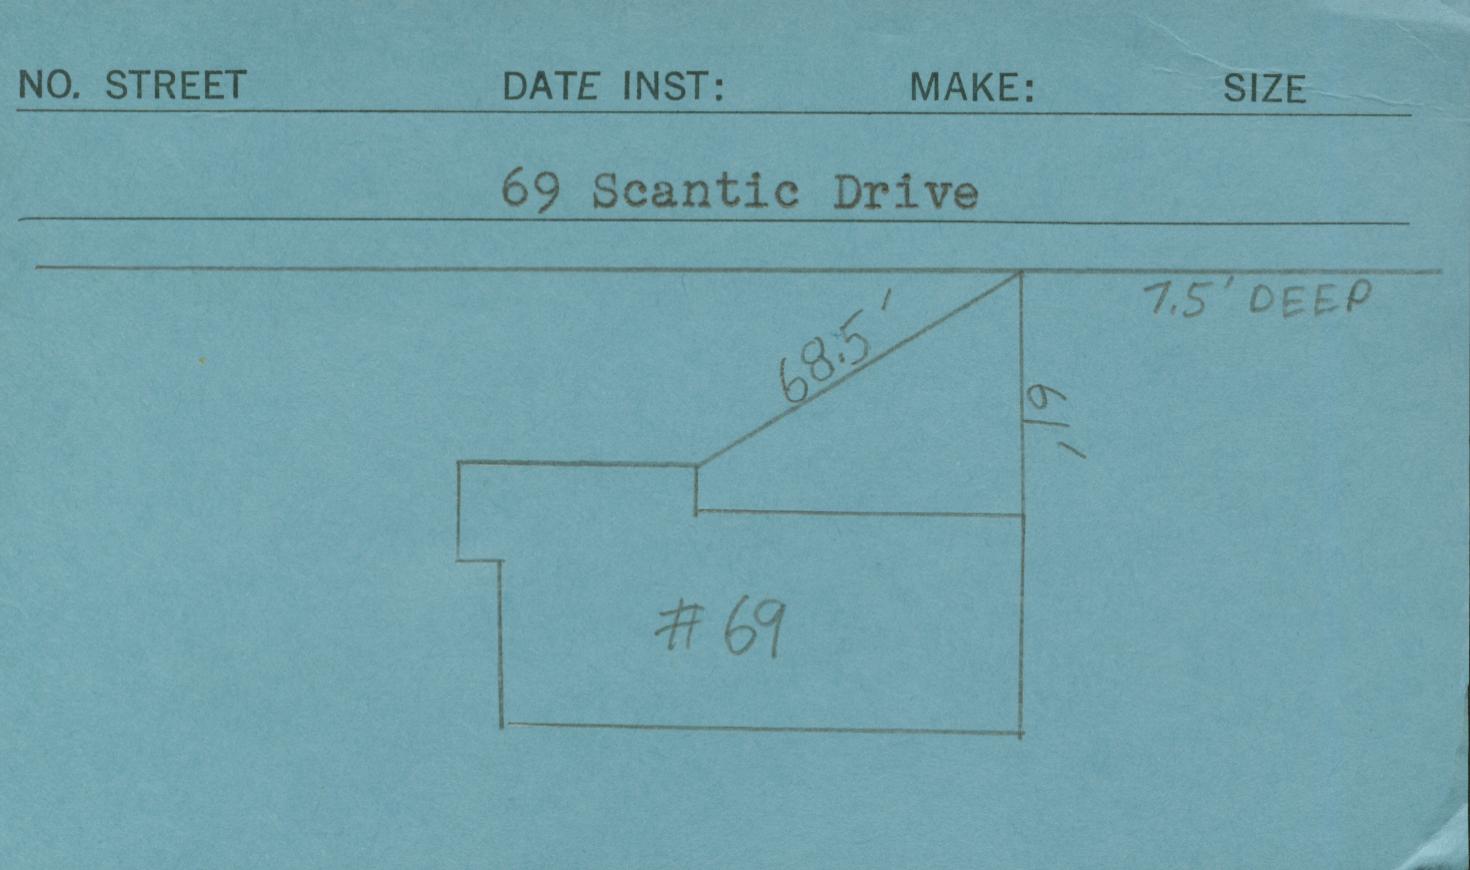 NO. STREET DATE INST: MAKE: SIZE
69 Scantic Drive
7.5' DEEP
68.5'
61'
# 69